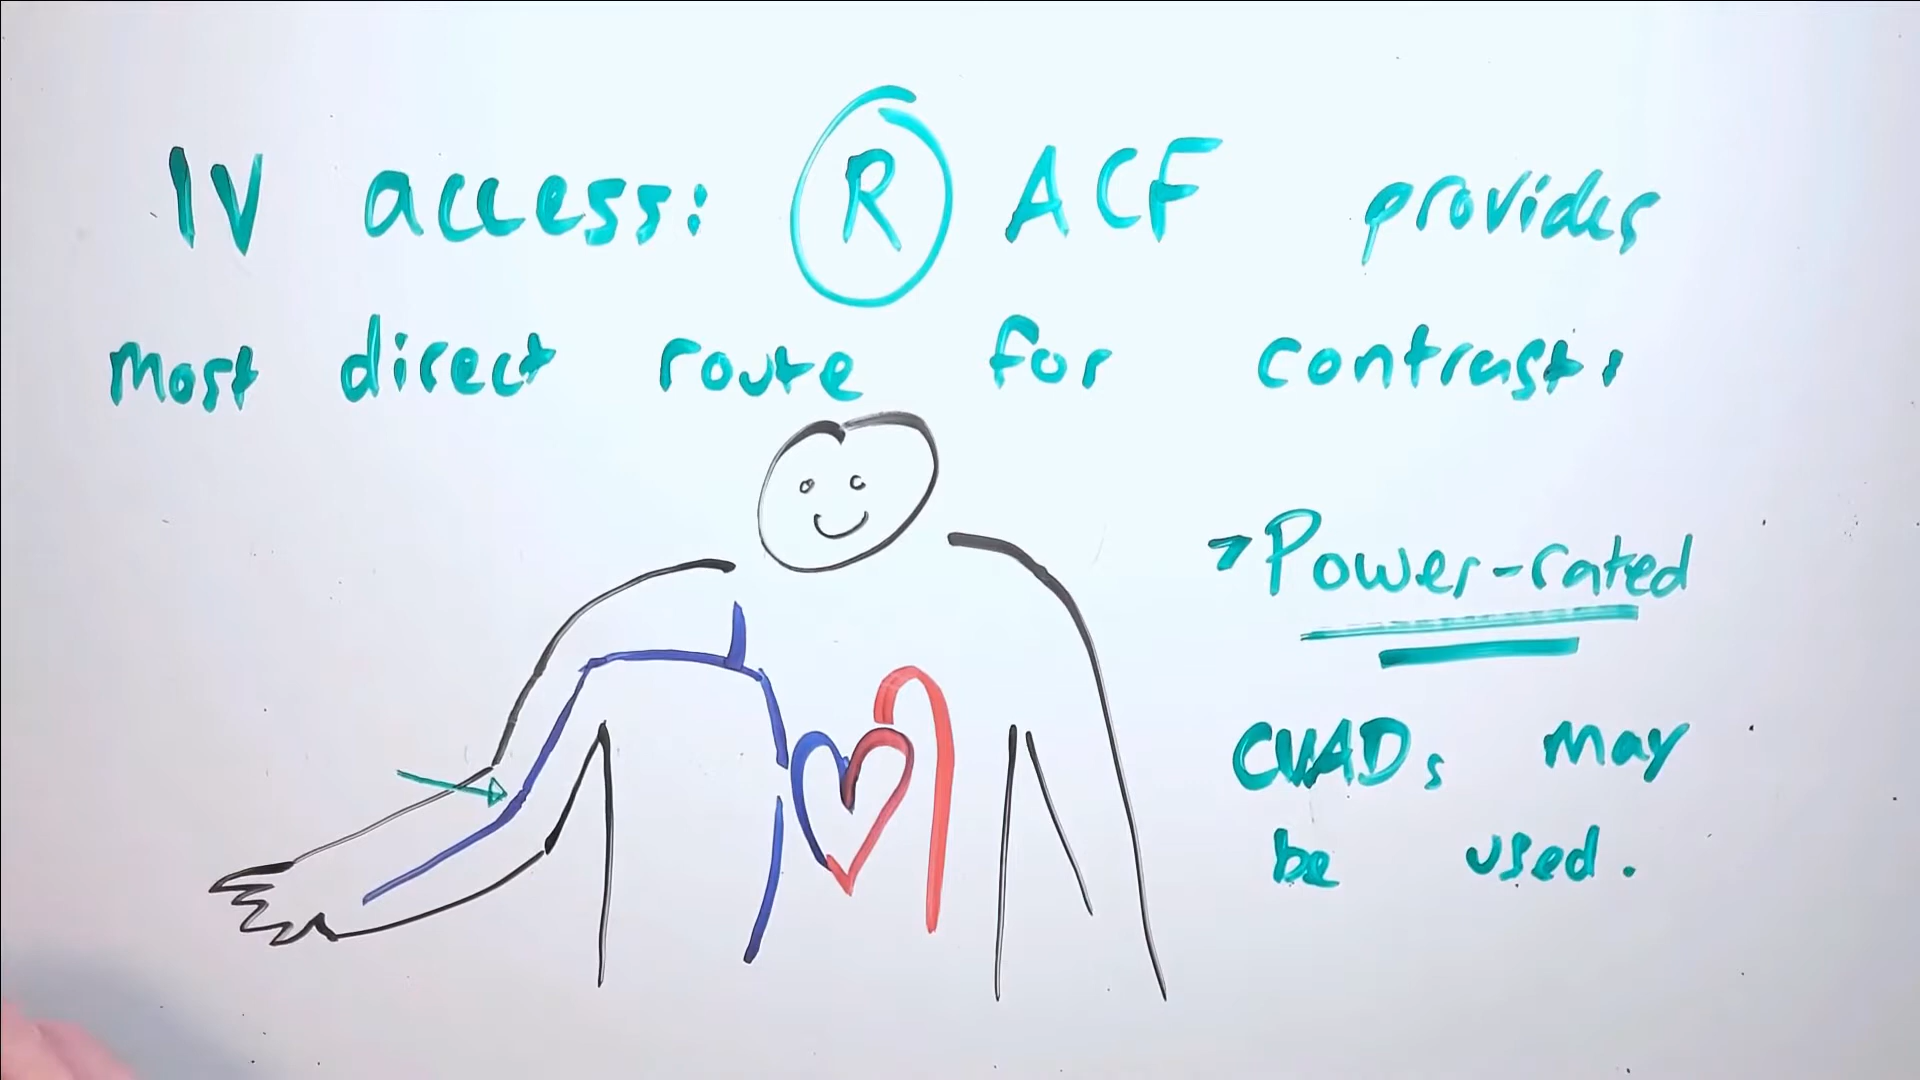 IV access: R ACF provides
most direct route for contrast:
→Power-rated
CVADs may
be used.